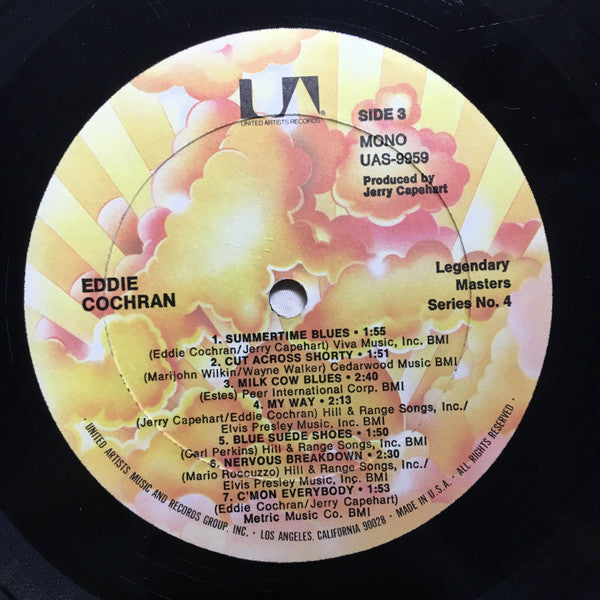 UA®
UNITED ARTISTS RECORDS
SIDE 3
MONO
UAS-9959
Produced by
Jerry Capehart
EDDIE
COCHRAN
Legendary
Masters
Series No. 4
1. SUMMERTIME BLUES • 1:55
(Eddie Cochran/Jerry Capehart) Viva Music, Inc. BMI
2. CUT ACROSS SHORTY • 1:51
(Marijohn Wilkin/Wayne Walker) Cedarwood Music BMI
3. MILK COW BLUES • 2:40
(Estes) Peer International Corp. BMI
4. MY WAY • 2:13
(Jerry Capehart/Eddie Cochran) Hill & Range Songs, Inc./
Elvis Presley Music, Inc. BMI
5. BLUE SUEDE SHOES • 1:50
(Carl Perkins) Hill & Range Songs, Inc. BMI
6. NERVOUS BREAKDOWN • 2:30
(Mario Roccuzzo) Hill & Range Songs, Inc./
Elvis Presley Music, Inc. BMI
7. C'MON EVERYBODY • 1:53
(Eddie Cochran/Jerry Capehart)
Metric Music Co. BMI
· UNITED ARTISTS MUSIC AND RECORDS GROUP, INC. · LOS ANGELES, CALIFORNIA 90028 · MADE IN U.S.A. · ALL RIGHTS RESERVED ·